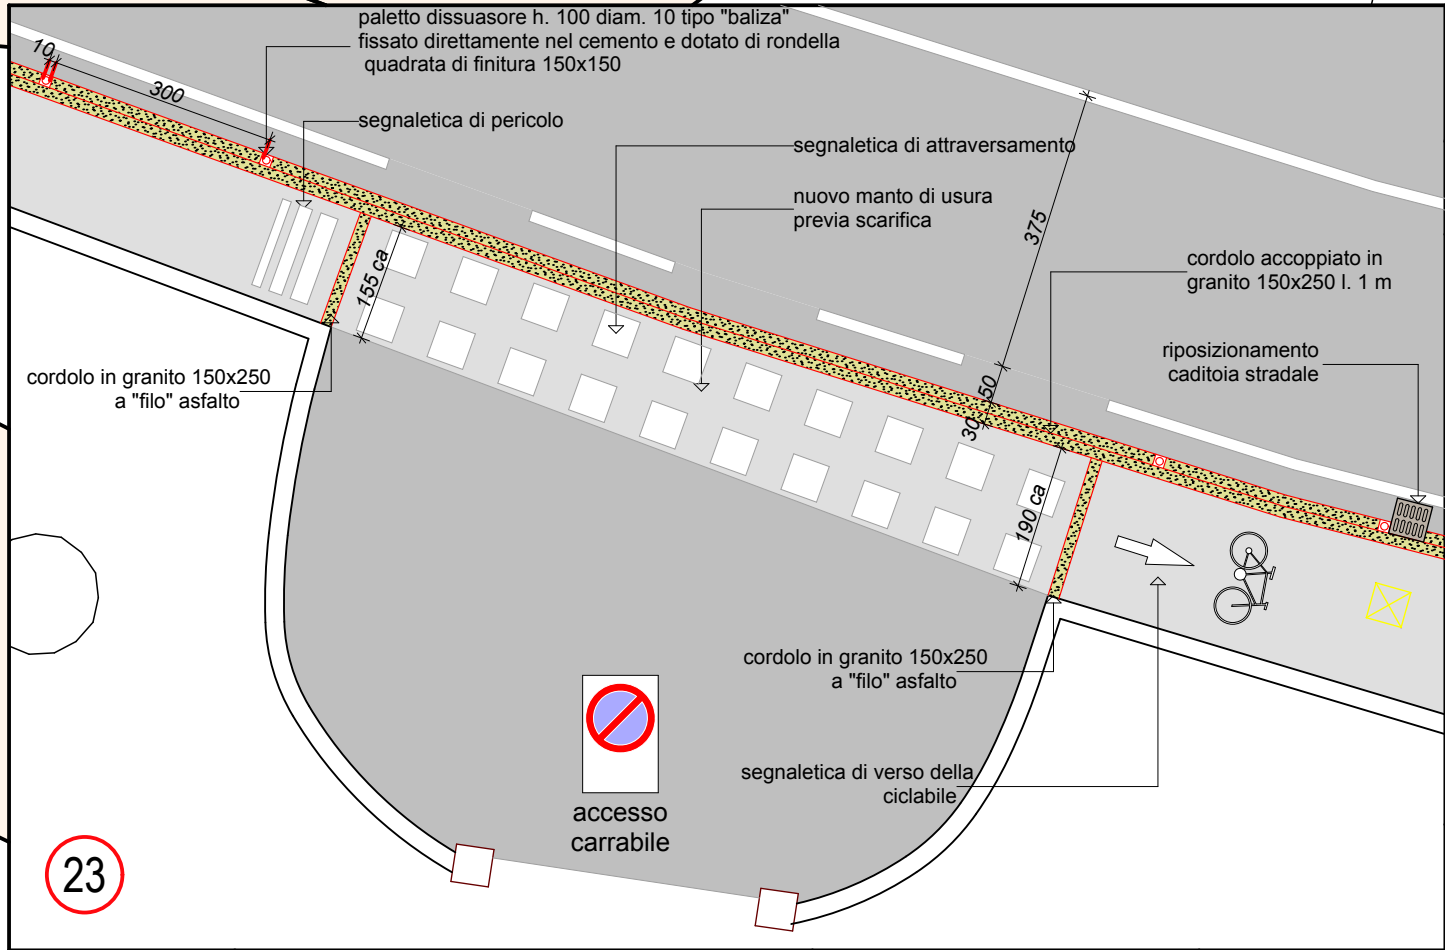 paletto dissuasore h. 100 diam. 10 tipo "baliza"
fissato direttamente nel cemento e dotato di rondella
quadrata di finitura 150x150
10
300
segnaletica di pericolo
segnaletica di attraversamento
nuovo manto di usura
previa scarifica
375
155 ca
cordolo accoppiato in
granito 150x250 l. 1 m
riposizionamento
caditoia stradale
cordolo in granito 150x250
a "filo" asfalto
50
30
190 ca
cordolo in granito 150x250
a "filo" asfalto
segnaletica di verso della
ciclabile
accesso
carrabile
23